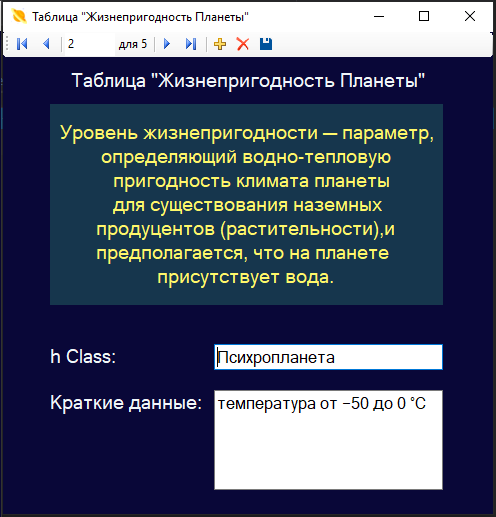 Таблица "Жизнепригодность Планеты"
2 для 5
Таблица "Жизнепригодность Планеты"
Уровень жизнепригодности — параметр,
определяющий водно-тепловую
пригодность климата планеты
для существования наземных
продуцентов (растительности),и
предполагается, что на планете
присутствует вода.
h Class: Психропланета
Краткие данные: температура от −50 до 0 °C